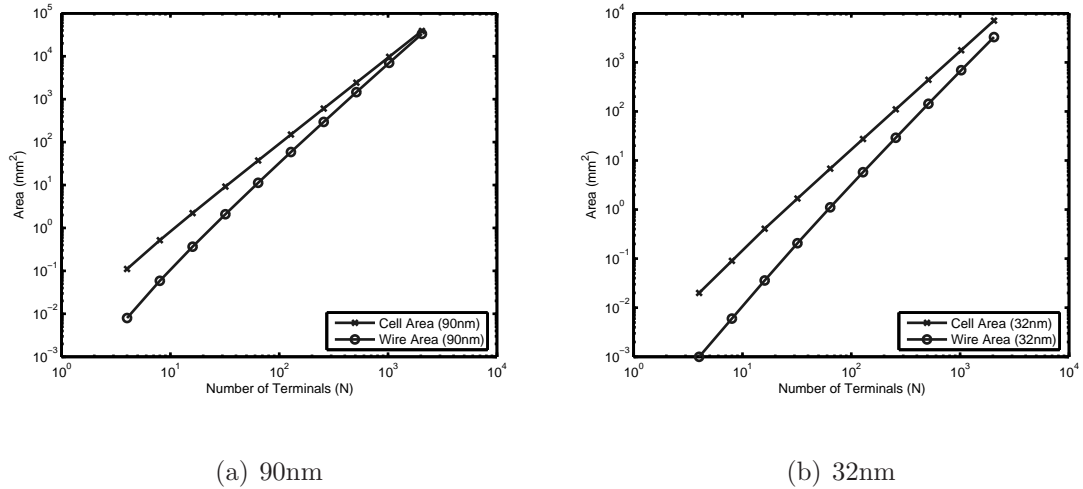 10^5
10^4
10^3
10^2
10^1
10^0
10^-1
10^-2
10^-3
Area (mm^2)
10^0
10^1
10^2
10^3
10^4
Number of Terminals (N)
Cell Area (90nm)
Wire Area (90nm)
(a) 90nm
10^4
10^3
10^2
10^1
10^0
10^-1
10^-2
10^-3
Area (mm^2)
10^0
10^1
10^2
10^3
10^4
Number of Terminals (N)
Cell Area (32nm)
Wire Area (32nm)
(b) 32nm